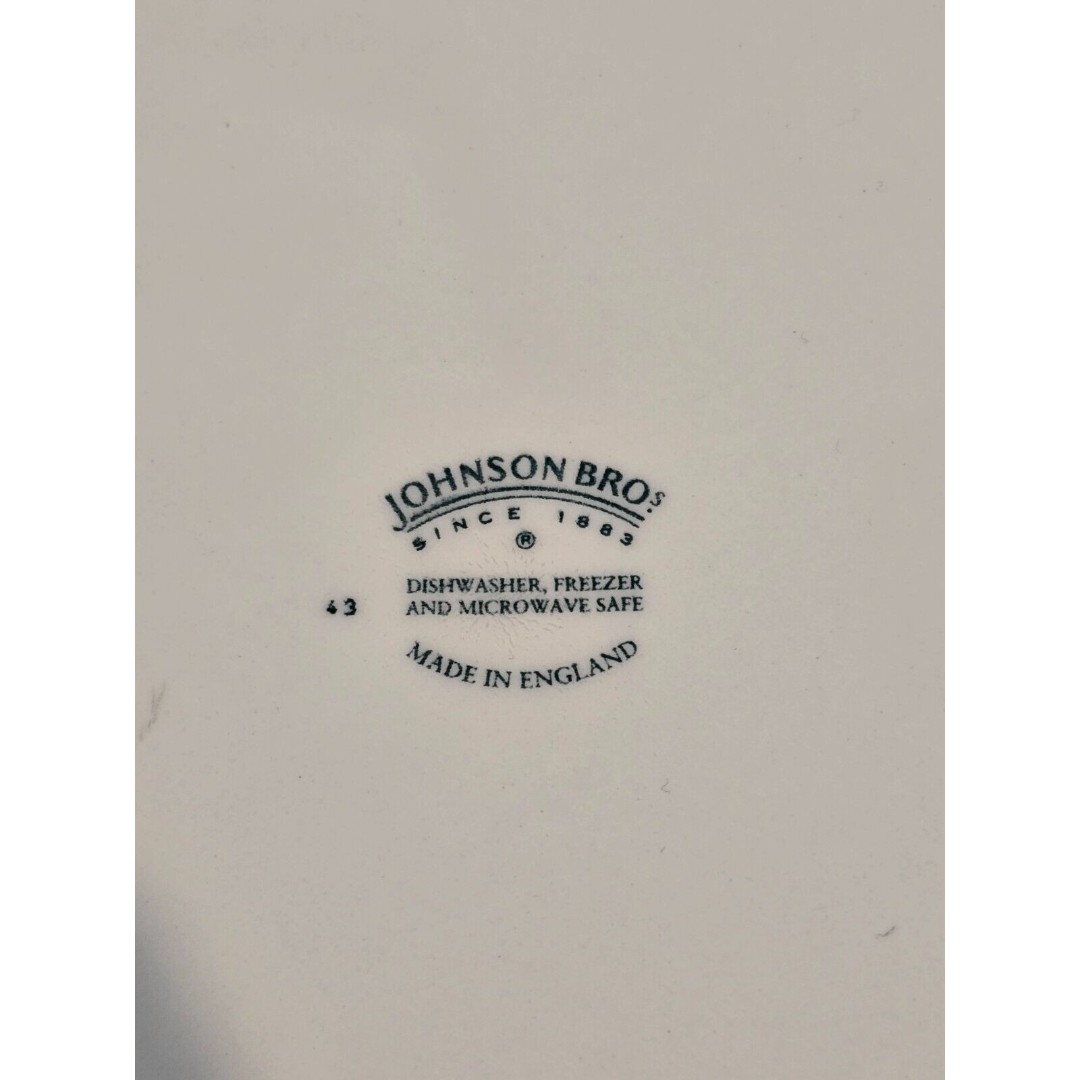 JOHNSON BROS.
SINCE 1883
®
DISHWASHER, FREEZER
43
AND MICROWAVE SAFE
MADE IN ENGLAND